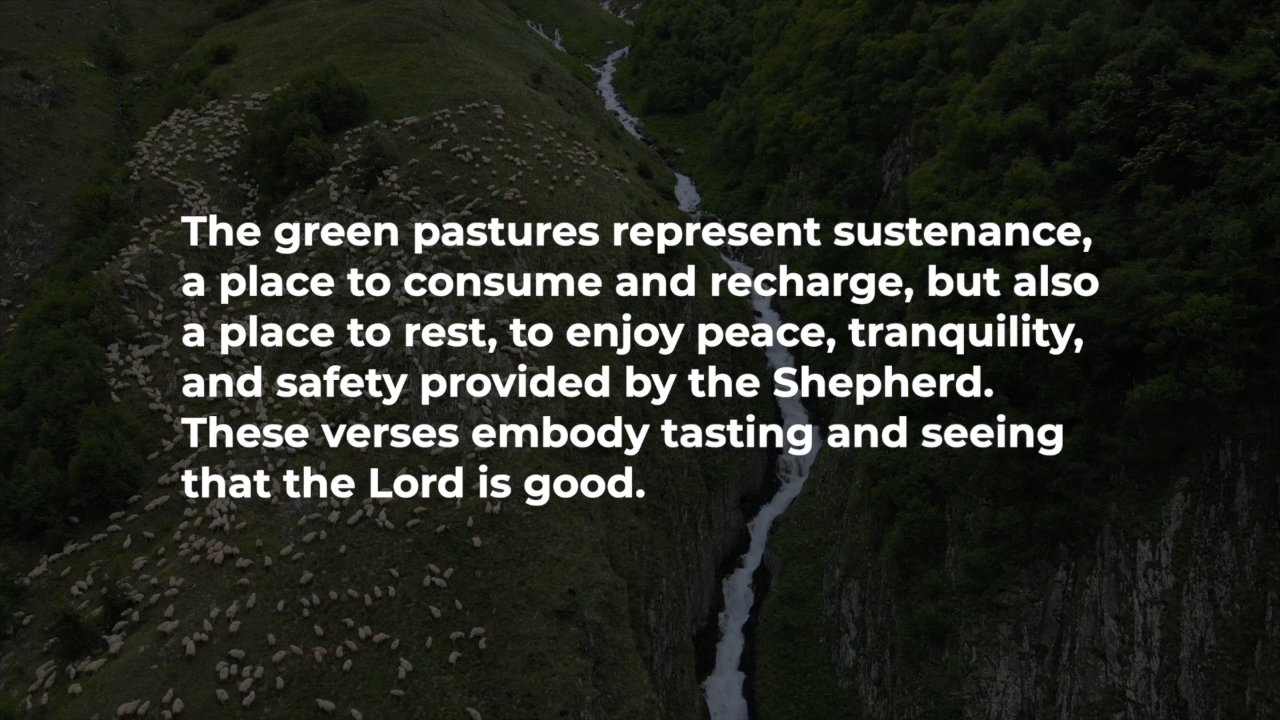 The green pastures represent sustenance,
a place to consume and recharge, but also
a place to rest, to enjoy peace, tranquility,
and safety provided by the Shepherd.
These verses embody tasting and seeing
that the Lord is good.